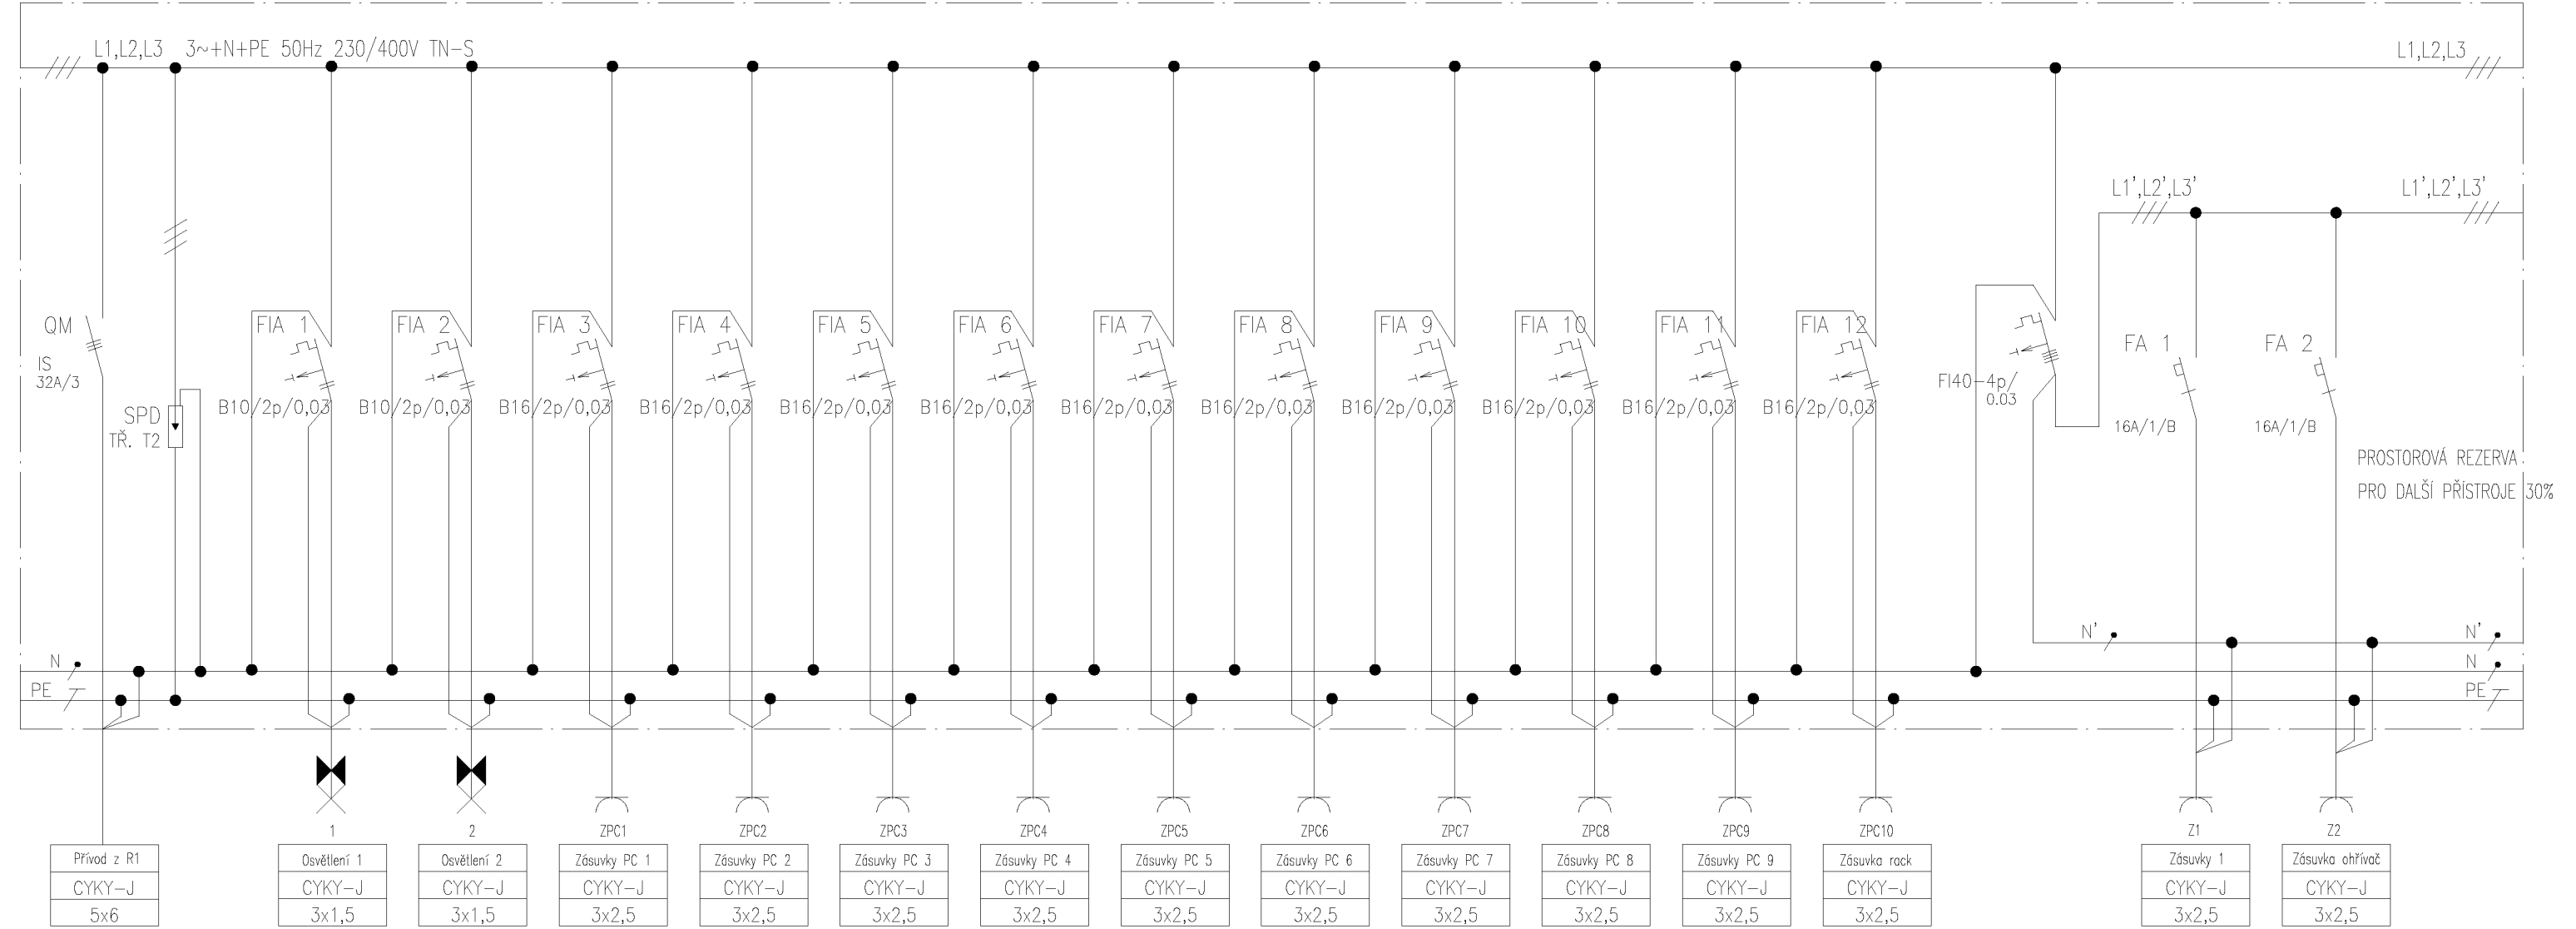 L1,L2,L3 3~+N+PE 50Hz 230/400V TN-S
L1,L2,L3
L1',L2',L3'
L1',L2',L3'
QM
IS
32A/3
SPD
TŘ. T2
FIA 1
B10/2p/0,03
FIA 2
B10/2p/0,03
FIA 3
B16/2p/0,03
FIA 4
B16/2p/0,03
FIA 5
B16/2p/0,03
FIA 6
B16/2p/0,03
FIA 7
B16/2p/0,03
FIA 8
B16/2p/0,03
FIA 9
B16/2p/0,03
FIA 10
B16/2p/0,03
FIA 11
B16/2p/0,03
FIA 12
B16/2p/0,03
FI40-4p/
0.03
FA 1
16A/1/B
FA 2
16A/1/B
PROSTOROVÁ REZERVA
PRO DALŠÍ PŘÍSTROJE 30%
N'
N'
N
N
PE
PE
1
2
ZPC1
ZPC2
ZPC3
ZPC4
ZPC5
ZPC6
ZPC7
ZPC8
ZPC9
ZPC10
Z1
Z2
Přívod z R1
CYKY-J
5x6
Osvětlení 1
CYKY-J
3x1,5
Osvětlení 2
CYKY-J
3x1,5
Zásuvky PC 1
CYKY-J
3x2,5
Zásuvky PC 2
CYKY-J
3x2,5
Zásuvky PC 3
CYKY-J
3x2,5
Zásuvky PC 4
CYKY-J
3x2,5
Zásuvky PC 5
CYKY-J
3x2,5
Zásuvky PC 6
CYKY-J
3x2,5
Zásuvky PC 7
CYKY-J
3x2,5
Zásuvky PC 8
CYKY-J
3x2,5
Zásuvky PC 9
CYKY-J
3x2,5
Zásuvka rack
CYKY-J
3x2,5
Zásuvky 1
CYKY-J
3x2,5
Zásuvka ohřívač
CYKY-J
3x2,5